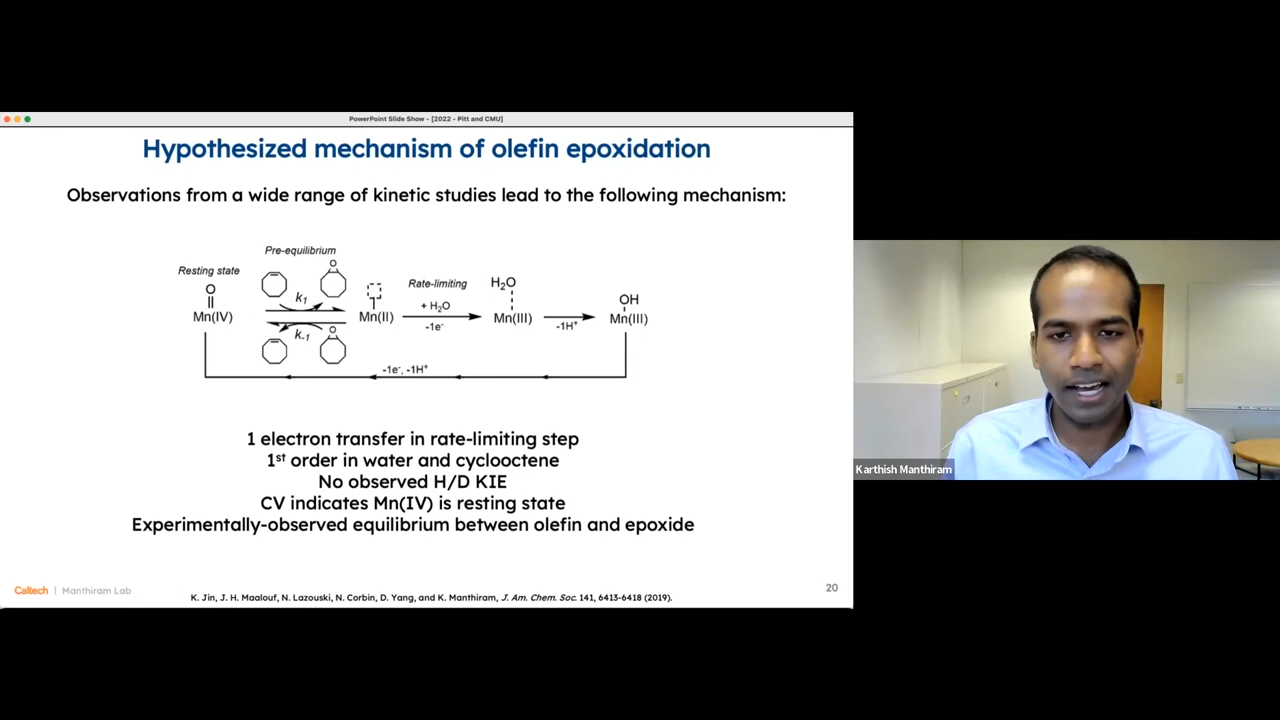 PowerPoint Slide Show - [2022 - Pitt and CMU]
Hypothesized mechanism of olefin epoxidation
Observations from a wide range of kinetic studies lead to the following mechanism:
Pre-equilibrium
Resting state
Rate-limiting
O
O
H₂O
OH
k₁
+ H₂O
Mn(IV)
Mn(II)
Mn(III)
Mn(III)
-1e⁻
-1H⁺
k₋₁
O
-1e⁻, -1H⁺
1 electron transfer in rate-limiting step
1ˢᵗ order in water and cyclooctene
No observed H/D KIE
CV indicates Mn(IV) is resting state
Experimentally-observed equilibrium between olefin and epoxide
Caltech | Manthiram Lab
K. Jin, J. H. Maalouf, N. Lazouski, N. Corbin, D. Yang, and K. Manthiram, J. Am. Chem. Soc. 141, 6413-6418 (2019).
20
Karthish Manthiram